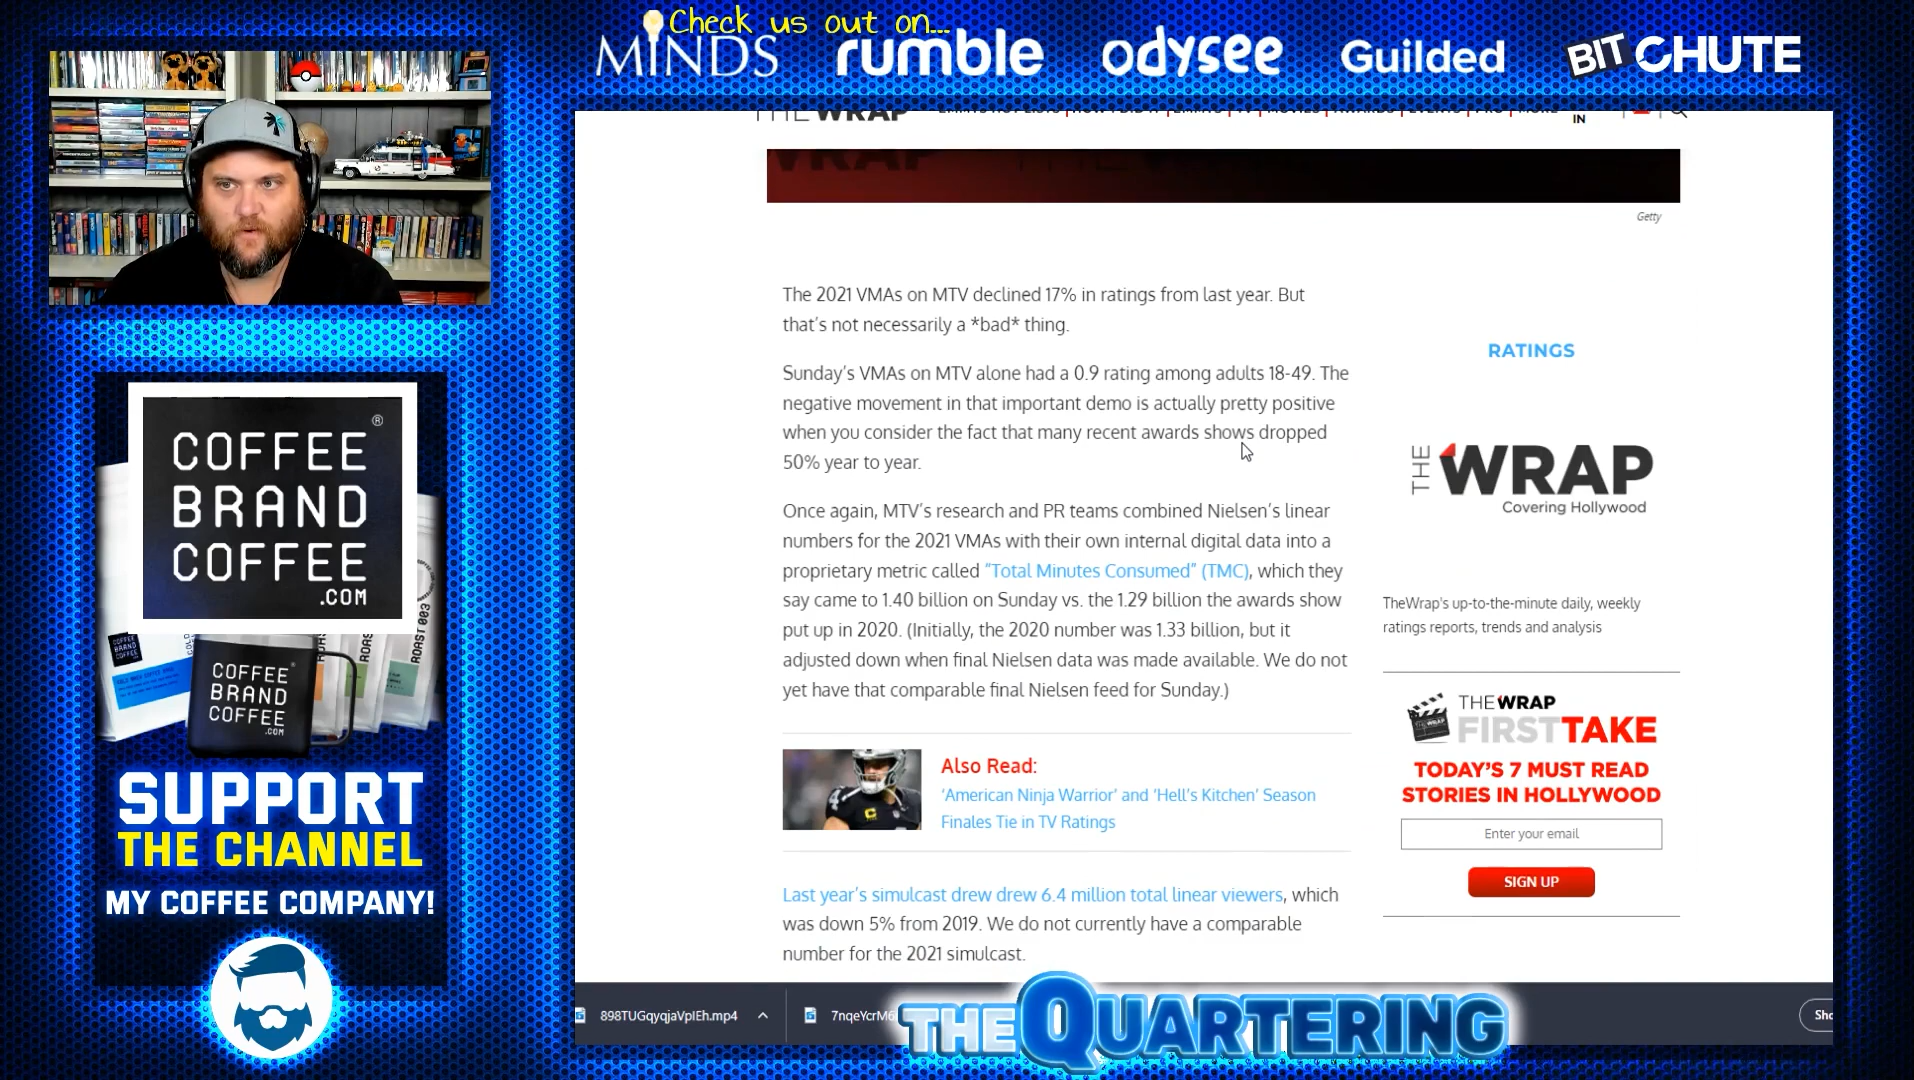 Check us out on...
MINDS
rumble
odysee
Guilded
BITCHUTE
THE WRAP
IN
Getty
The 2021 VMAs on MTV declined 17% in ratings from last year. But
that's not necessarily a *bad* thing.
Sunday's VMAs on MTV alone had a 0.9 rating among adults 18-49. The
negative movement in that important demo is actually pretty positive
when you consider the fact that many recent awards shows dropped
50% year to year.
Once again, MTV's research and PR teams combined Nielsen's linear
numbers for the 2021 VMAs with their own internal digital data into a
proprietary metric called “Total Minutes Consumed” (TMC), which they
say came to 1.40 billion on Sunday vs. the 1.29 billion the awards show
put up in 2020. (Initially, the 2020 number was 1.33 billion, but it
adjusted down when final Nielsen data was made available. We do not
yet have that comparable final Nielsen feed for Sunday.)
Also Read:
‘American Ninja Warrior’ and ‘Hell’s Kitchen’ Season
Finales Tie in TV Ratings
Last year's simulcast drew drew 6.4 million total linear viewers, which
was down 5% from 2019. We do not currently have a comparable
number for the 2021 simulcast.
RATINGS
THE WRAP
Covering Hollywood
TheWrap's up-to-the-minute daily, weekly
ratings reports, trends and analysis
THE WRAP
FIRSTTAKE
TODAY'S 7 MUST READ
STORIES IN HOLLYWOOD
Enter your email
SIGN UP
COFFEE ®
BRAND
COFFEE
.COM
ROAST 003
COFFEE
BRAND
COFFEE
.COM
SUPPORT
THE CHANNEL
MY COFFEE COMPANY!
898TUGqyqjaVpIEh.mp4
7nqeYcrM6
THE QUARTERING